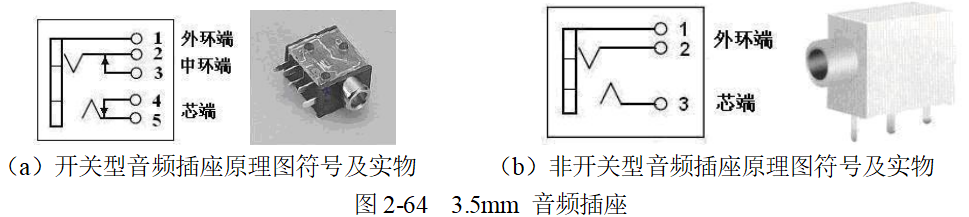 1 外环端
2
3 中环端
4
5 芯端
1
2 外环端
3 芯端
（a）开关型音频插座原理图符号及实物
（b）非开关型音频插座原理图符号及实物
图 2-64 3.5mm 音频插座